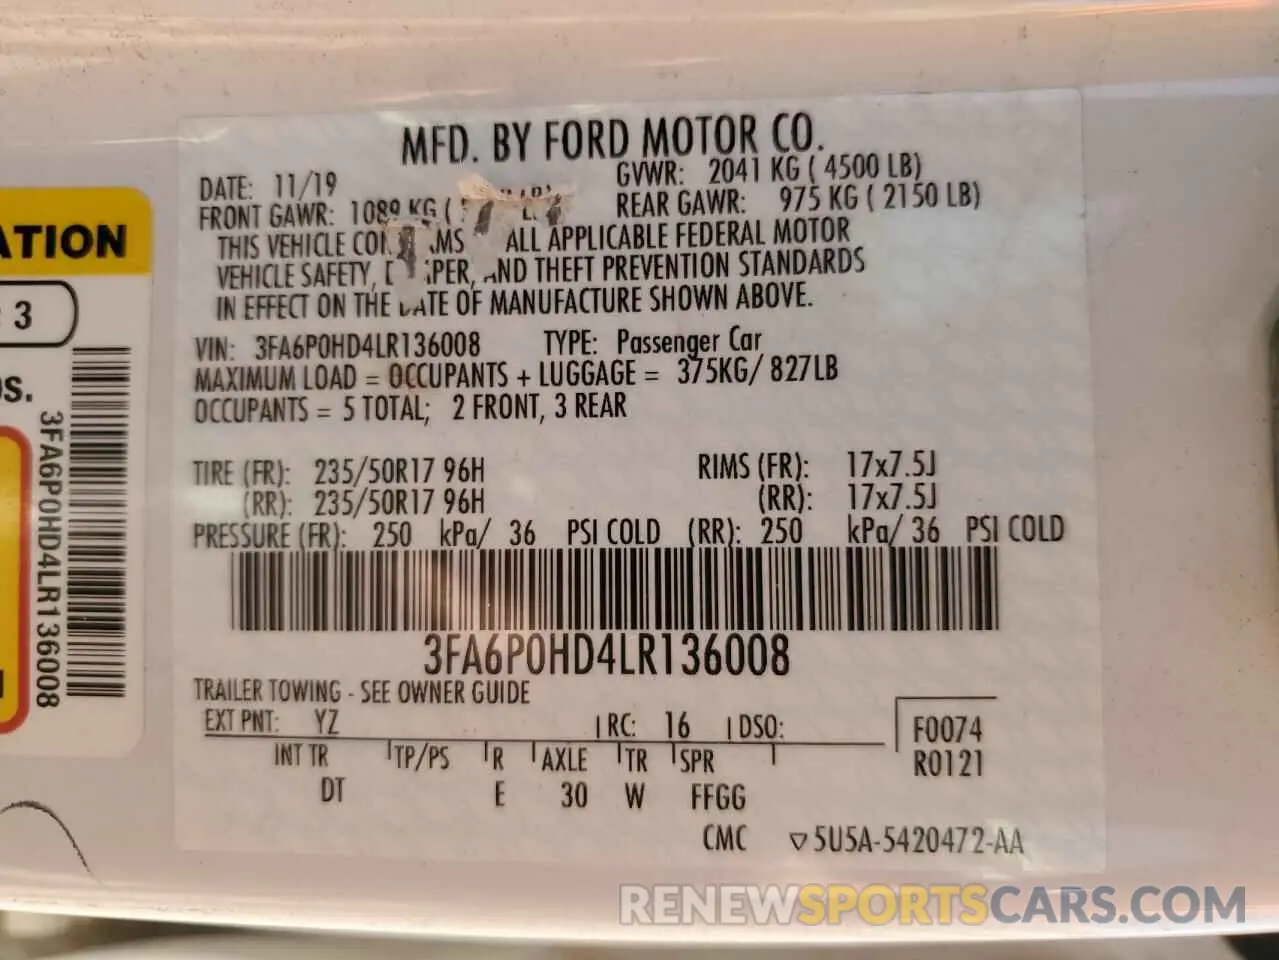 MFD. BY FORD MOTOR CO.
DATE: 11/19 GVWR: 2041 KG ( 4500 LB)
FRONT GAWR: 1089 KG ( REAR GAWR: 975 KG ( 2150 LB)
THIS VEHICLE ALL APPLICABLE FEDERAL MOTOR
VEHICLE SAFETY, AND THEFT PREVENTION STANDARDS
IN EFFECT ON THE DATE OF MANUFACTURE SHOWN ABOVE.
VIN: 3FA6P0HD4LR136008 TYPE: Passenger Car
MAXIMUM LOAD = OCCUPANTS + LUGGAGE = 375KG/ 827LB
OCCUPANTS = 5 TOTAL; 2 FRONT, 3 REAR
TIRE (FR): 235/50R17 96H RIMS (FR): 17x7.5J
(RR): 235/50R17 96H (RR): 17x7.5J
PRESSURE (FR): 250 kPa/ 36 PSI COLD (RR): 250 kPa/ 36 PSI COLD
3FA6P0HD4LR136008
TRAILER TOWING - SEE OWNER GUIDE
EXT PNT: YZ RC: 16 DSO: F0074
INT TR TP/PS R AXLE TR SPR R0121
DT E 30 W FFGG
CMC ▽5U5A-5420472-AA
ATION
3
3FA6P0HD4LR136008
RENEWSPORTSCARS.COM